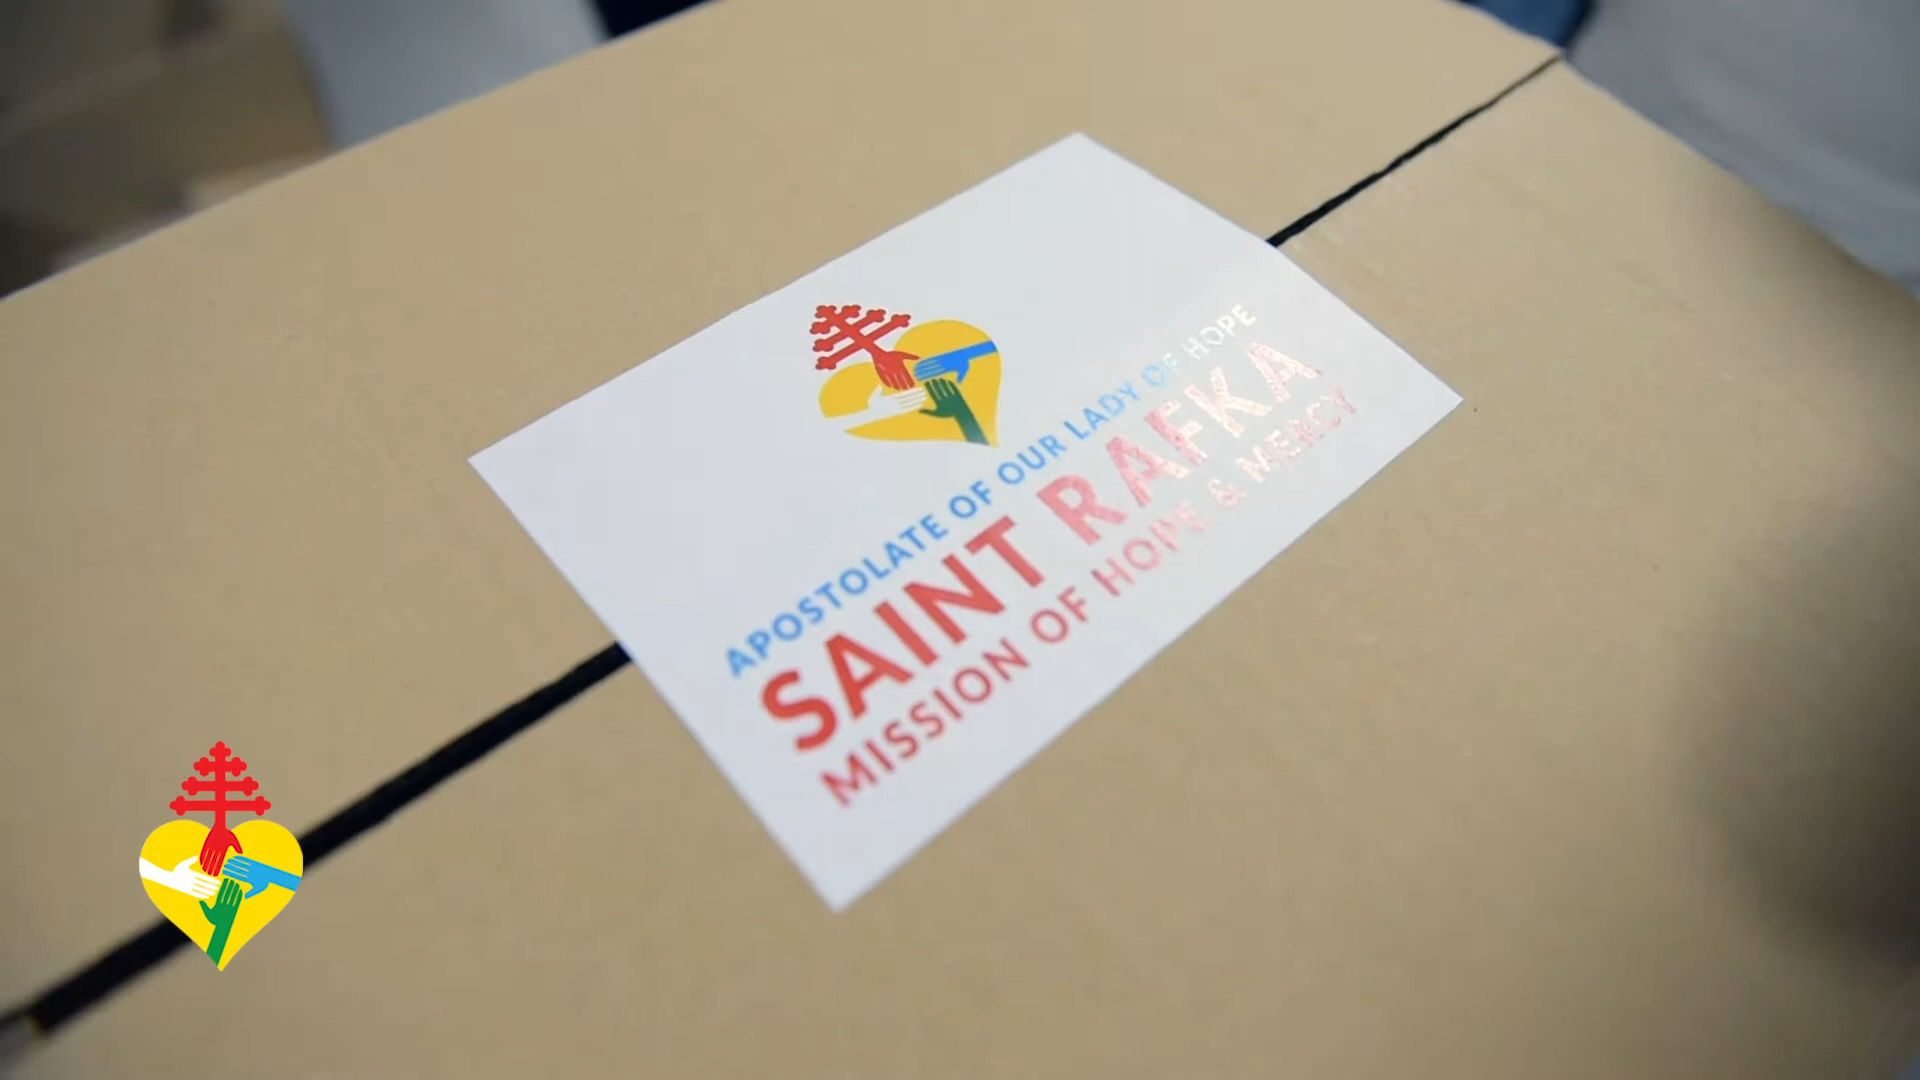 APOSTOLATE OF OUR LADY OF HOPE
SAINT RAFKA
MISSION OF HOPE & MERCY